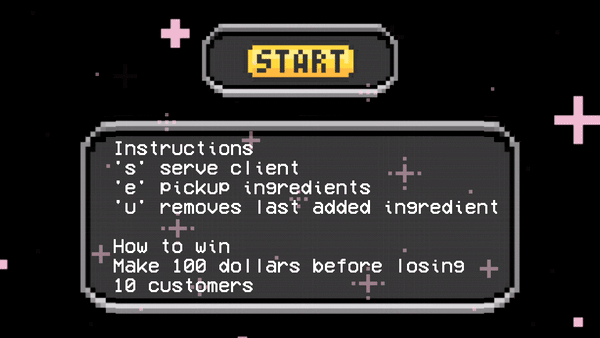 START
Instructions
's' serve client
'e' pickup ingredients
'u' removes last added ingredient
How to win
Make 100 dollars before losing
10 customers